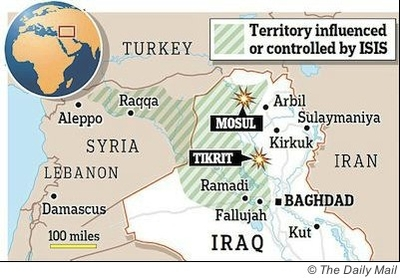 Territory influenced
or controlled by ISIS
TURKEY
Aleppo
Raqqa
MOSUL
Arbil
Sulaymaniya
Kirkuk
SYRIA
TIKRIT
IRAN
LEBANON
Ramadi
BAGHDAD
Damascus
Fallujah
Kut
100 miles
IRAQ
© The Daily Mail